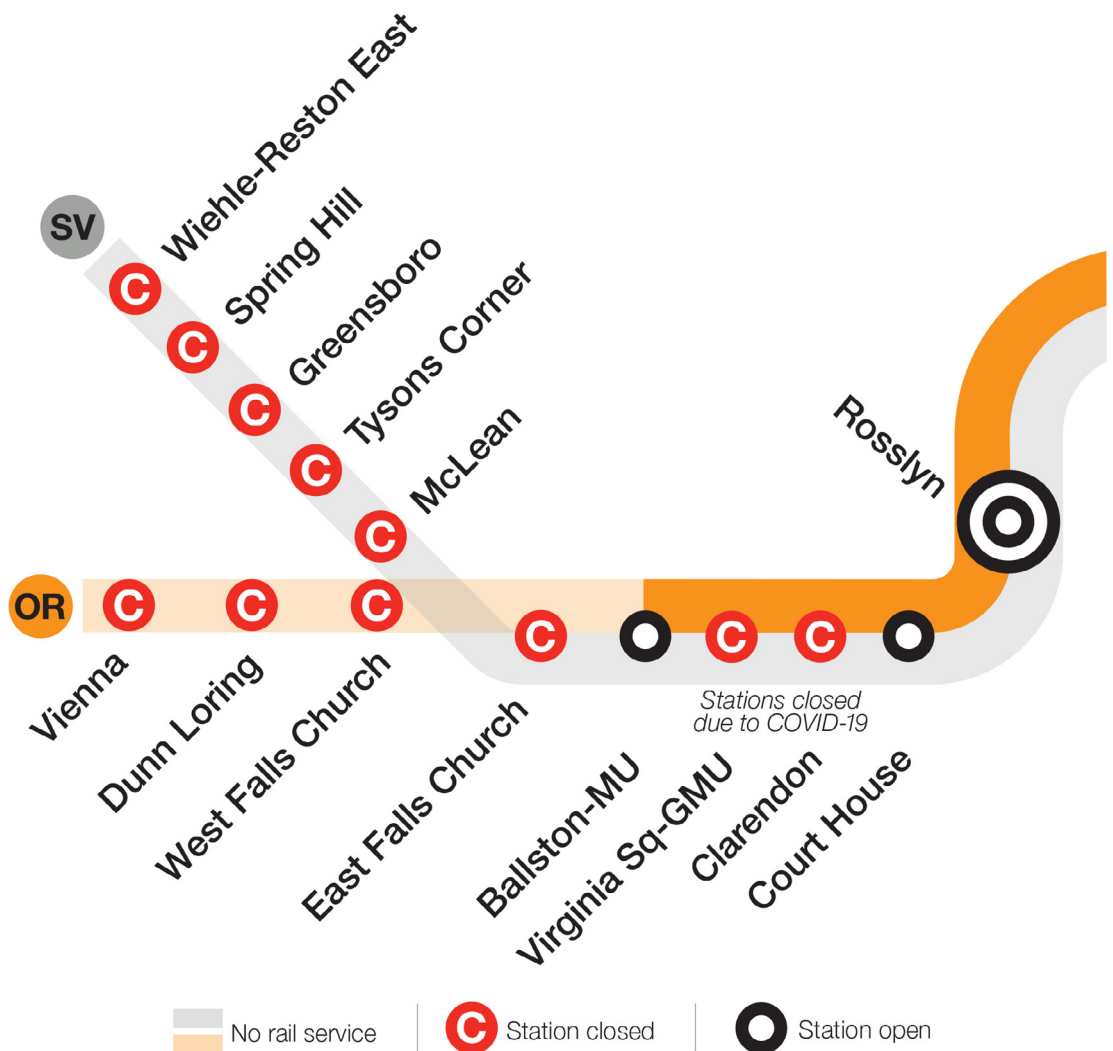 SV
Wiehle-Reston East
C
Spring Hill
C
Greensboro
C
Tysons Corner
C
McLean
C
Rosslyn
OR
C
C
C
C
C
C
Vienna
Dunn Loring
West Falls Church
East Falls Church
Ballston-MU
Virginia Sq-GMU
Clarendon
Court House
Stations closed
due to COVID-19
No rail service
C Station closed
Station open